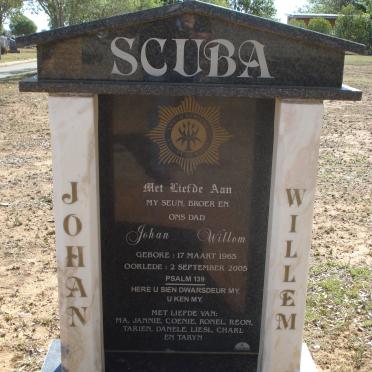 SCUBA
JOHAN
WILLEM
Met Liefde Aan
MY SEUN, BROER EN
ONS DAD
Johan Willem
GEBORE : 17 MAART 1965
OORLEDE : 2 SEPTEMBER 2005
PSALM 139
HERE U SIEN DWARSDEUR MY,
U KEN MY.
MET LIEFDE VAN:
MA, JANNIE, COENIE, RONEL, REON,
TARIEN, DANELE, LIESL, CHARL
EN TARYN